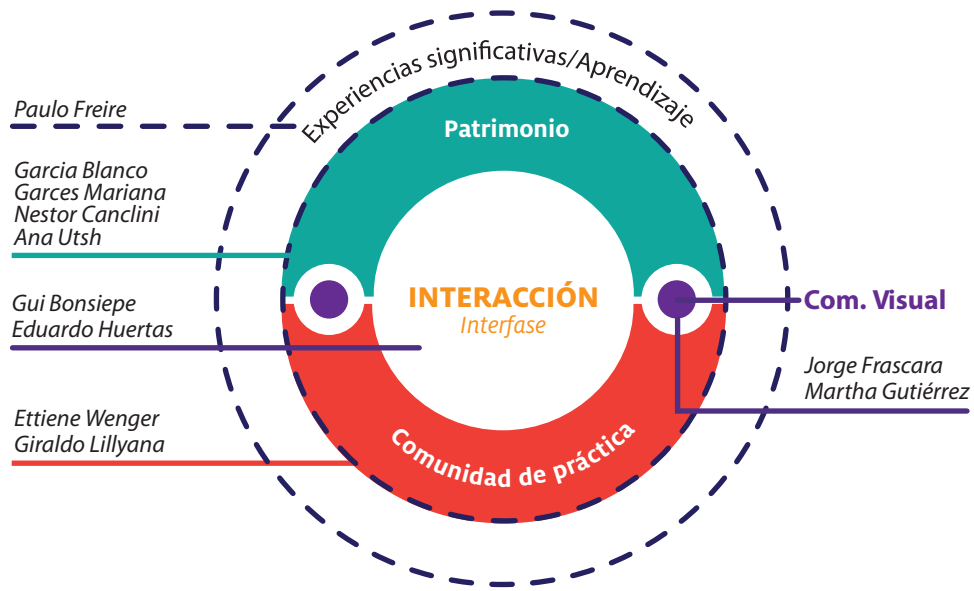 Experiencias significativas/Aprendizaje
Patrimonio
Paulo Freire
Garcia Blanco
Garces Mariana
Nestor Canclini
Ana Utsh
Gui Bonsiepe
Eduardo Huertas
INTERACCIÓN
Interfase
Com. Visual
Jorge Frascara
Martha Gutiérrez
Ettiene Wenger
Giraldo Lillyana
Comunidad de práctica